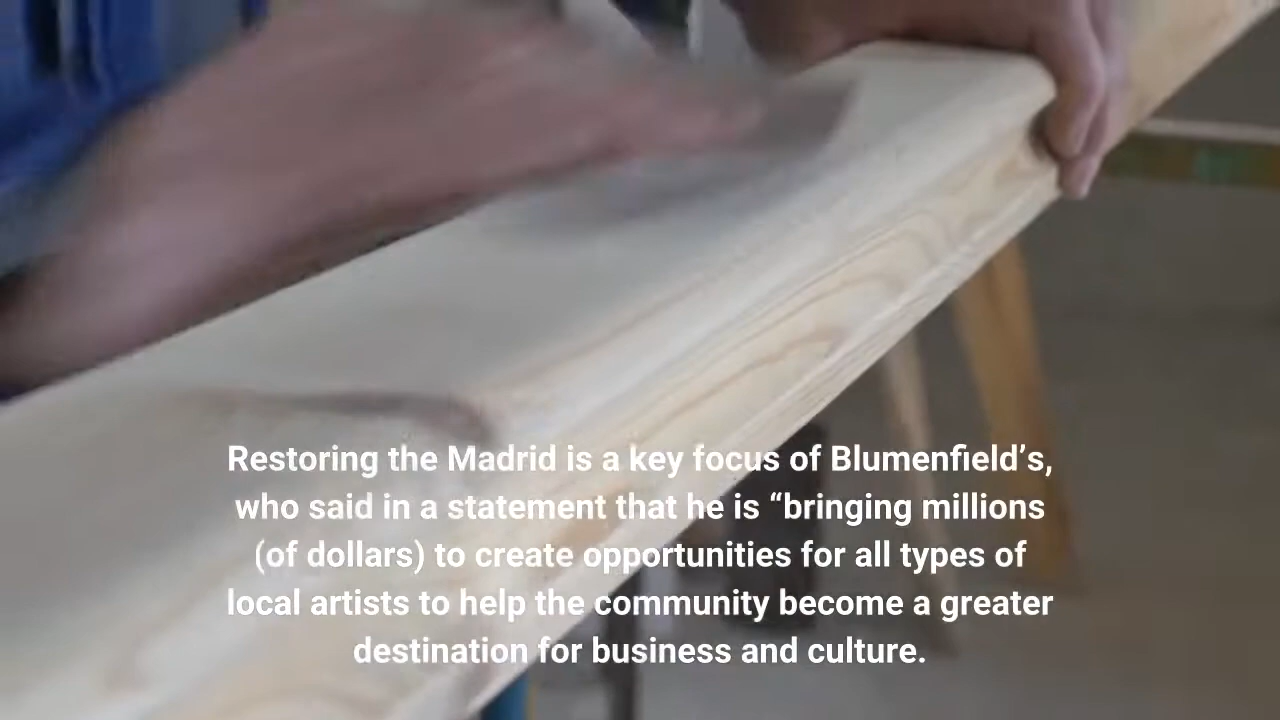 Restoring the Madrid is a key focus of Blumenfield’s,
who said in a statement that he is “bringing millions
(of dollars) to create opportunities for all types of
local artists to help the community become a greater
destination for business and culture.